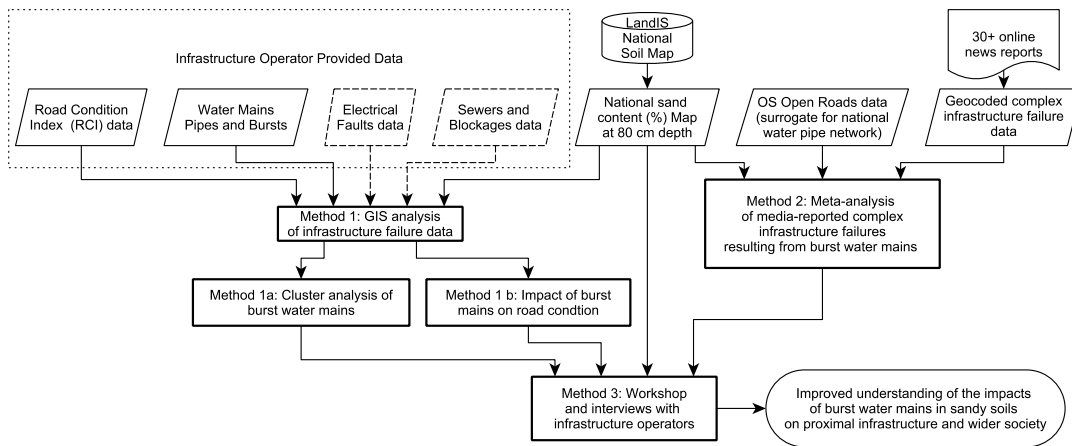 Infrastructure Operator Provided Data
LandIS
National
Soil Map
30+ online
news reports
Road Condition
Index (RCI) data
Water Mains
Pipes and Bursts
Electrical
Faults data
Sewers and
Blockages data
National sand
content (%) Map
at 80 cm depth
OS Open Roads data
(surrogate for national
water pipe network)
Geocoded complex
infrastructure failure
data
Method 1: GIS analysis
of infrastructure failure data
Method 2: Meta-analysis
of media-reported complex
infrastructure failures
resulting from burst water mains
Method 1a: Cluster analysis of
burst water mains
Method 1 b: Impact of burst
mains on road condtion
Method 3: Workshop
and interviews with
infrastructure operators
Improved understanding of the impacts
of burst water mains in sandy soils
on proximal infrastructure and wider society